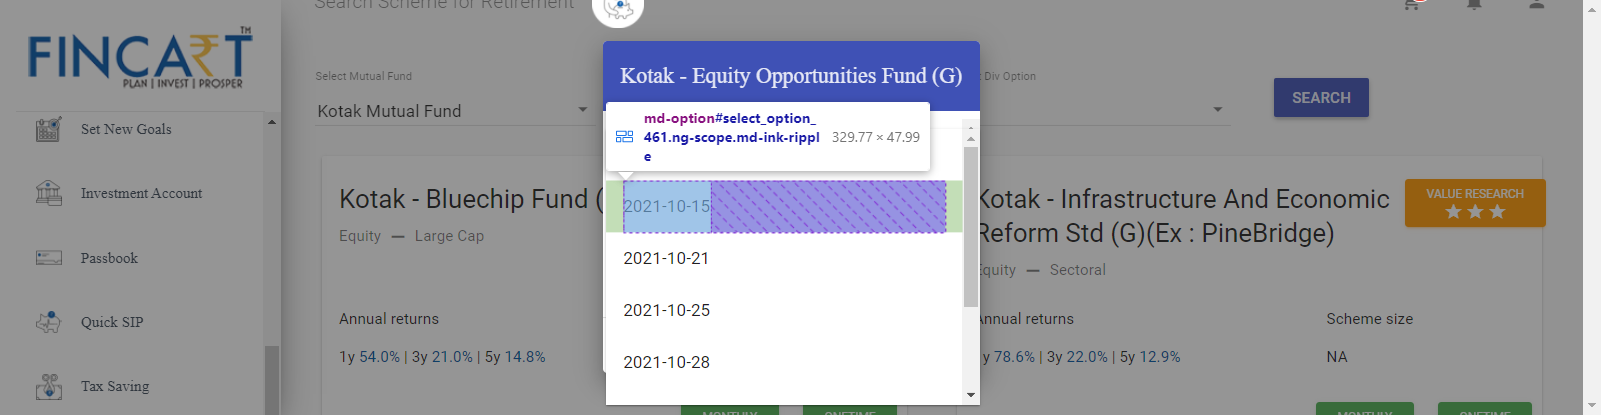 Search Scheme for Retirement
FINCA₹T™
PLAN | INVEST | PROSPER
Set New Goals
Investment Account
Passbook
Quick SIP
Tax Saving
Select Mutual Fund
Kotak Mutual Fund
Div Option
SEARCH
Kotak - Equity Opportunities Fund (G)
md-option#select_option_
461.ng-scope.md-ink-rippl
e
329.77 × 47.99
2021-10-15
2021-10-21
2021-10-25
2021-10-28
Kotak - Bluechip Fund (
Equity — Large Cap
Annual returns
1y 54.0% | 3y 21.0% | 5y 14.8%
MONTHLY
ONETIME
Kotak - Infrastructure And Economic
Reform Std (G)(Ex : PineBridge)
Equity — Sectoral
VALUE RESEARCH
Annual returns
y 78.6% | 3y 22.0% | 5y 12.9%
Scheme size
NA
MONTHLY
ONETIME